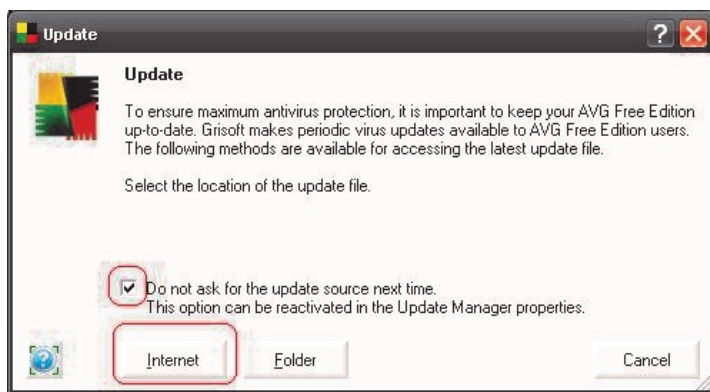 Update
Update
To ensure maximum antivirus protection, it is important to keep your AVG Free Edition
up-to-date. Grisoft makes periodic virus updates available to AVG Free Edition users.
The following methods are available for accessing the latest update file.
Select the location of the update file.
Do not ask for the update source next time.
This option can be reactivated in the Update Manager properties.
Internet Folder Cancel